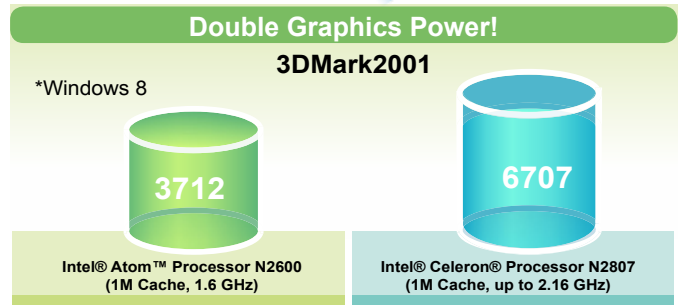 Double Graphics Power!
3DMark2001
*Windows 8
3712
6707
Intel® Atom™ Processor N2600
(1M Cache, 1.6 GHz)
Intel® Celeron® Processor N2807
(1M Cache, up to 2.16 GHz)